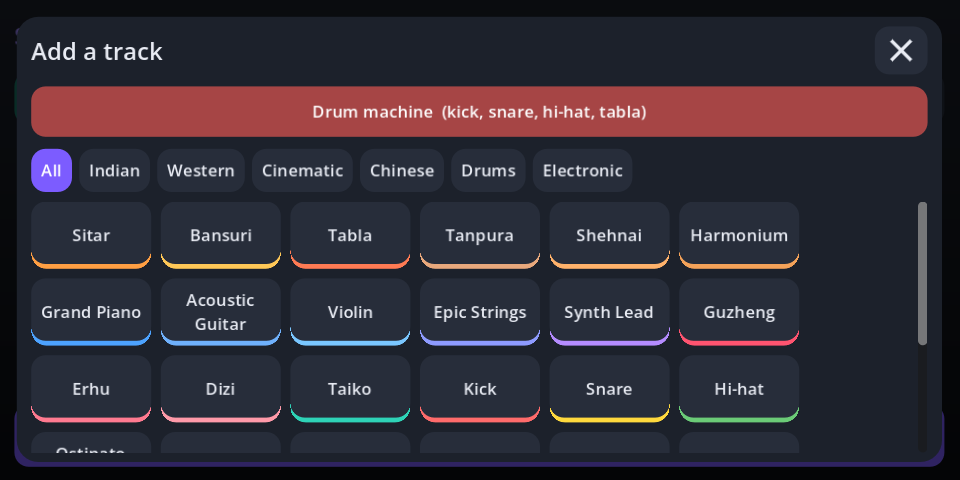 Add a track
Drum machine (kick, snare, hi-hat, tabla)
All
Indian
Western
Cinematic
Chinese
Drums
Electronic
Sitar
Bansuri
Tabla
Tanpura
Shehnai
Harmonium
Grand Piano
Acoustic
Guitar
Violin
Epic Strings
Synth Lead
Guzheng
Erhu
Dizi
Taiko
Kick
Snare
Hi-hat
Ostinato